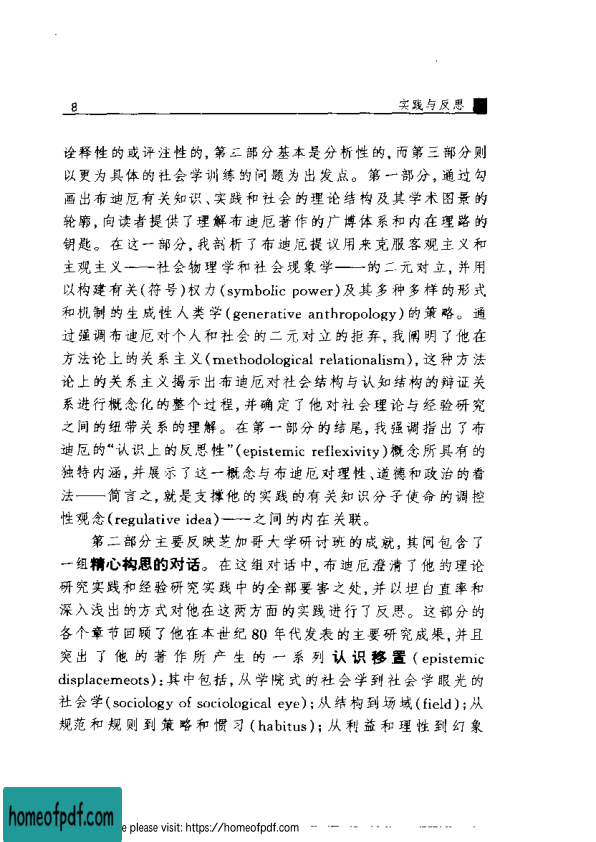 8 实践与反思
诠释性的或评注性的,第二部分基本是分析性的,而第三部分则
以更为具体的社会学训练的问题为出发点。第一部分,通过勾
画出布迪厄有关知识、实践和社会的理论结构及其学术图景的
轮廓,向读者提供了理解布迪厄著作的广博体系和内在理路的
钥匙。在这一部分,我剖析了布迪厄提议用来克服客观主义和
主观主义——社会物理学和社会现象学——的二元对立,并用
以构建有关(符号)权力(symbolic power)及其多种多样的形式
和机制的生成性人类学(generative anthropology)的策略。通
过强调布迪厄对个人和社会的二元对立的拒弃,我阐明了他在
方法论上的关系主义(methodological relationalism),这种方法
论上的关系主义揭示出布迪厄对社会结构与认知结构的辩证关
系进行概念化的整个过程,并确定了他对社会理论与经验研究
之间的纽带关系的理解。在第一部分的结尾,我强调指出了布
迪厄的“认识上的反思性”(epistemic reflexivity)概念所具有的
独特内涵,并展示了这一概念与布迪厄对理性、道德和政治的看
法——简言之,就是支撑他的实践的有关知识分子使命的调控
性观念(regulative idea)——之间的内在关联。
第二部分主要反映芝加哥大学研讨班的成就,其间包含了
一组精心构思的对话。在这组对话中,布迪厄澄清了他的理论
研究实践和经验研究实践中的全部要害之处,并以坦白直率和
深入浅出的方式对他在这两方面的实践进行了反思。这部分的
各个章节回顾了他在本世纪 80 年代发表的主要研究成果,并且
突出了他的著作所产生的一系列认识移置(epistemic
displacemeots):其中包括,从学院式的社会学到社会学眼光的
社会学(sociology of sociological eye);从结构到场域(field);从
规范和规则到策略和惯习(habitus);从利益和理性到幻象
homeofpdf.com
e please visit: https://homeofpdf.com